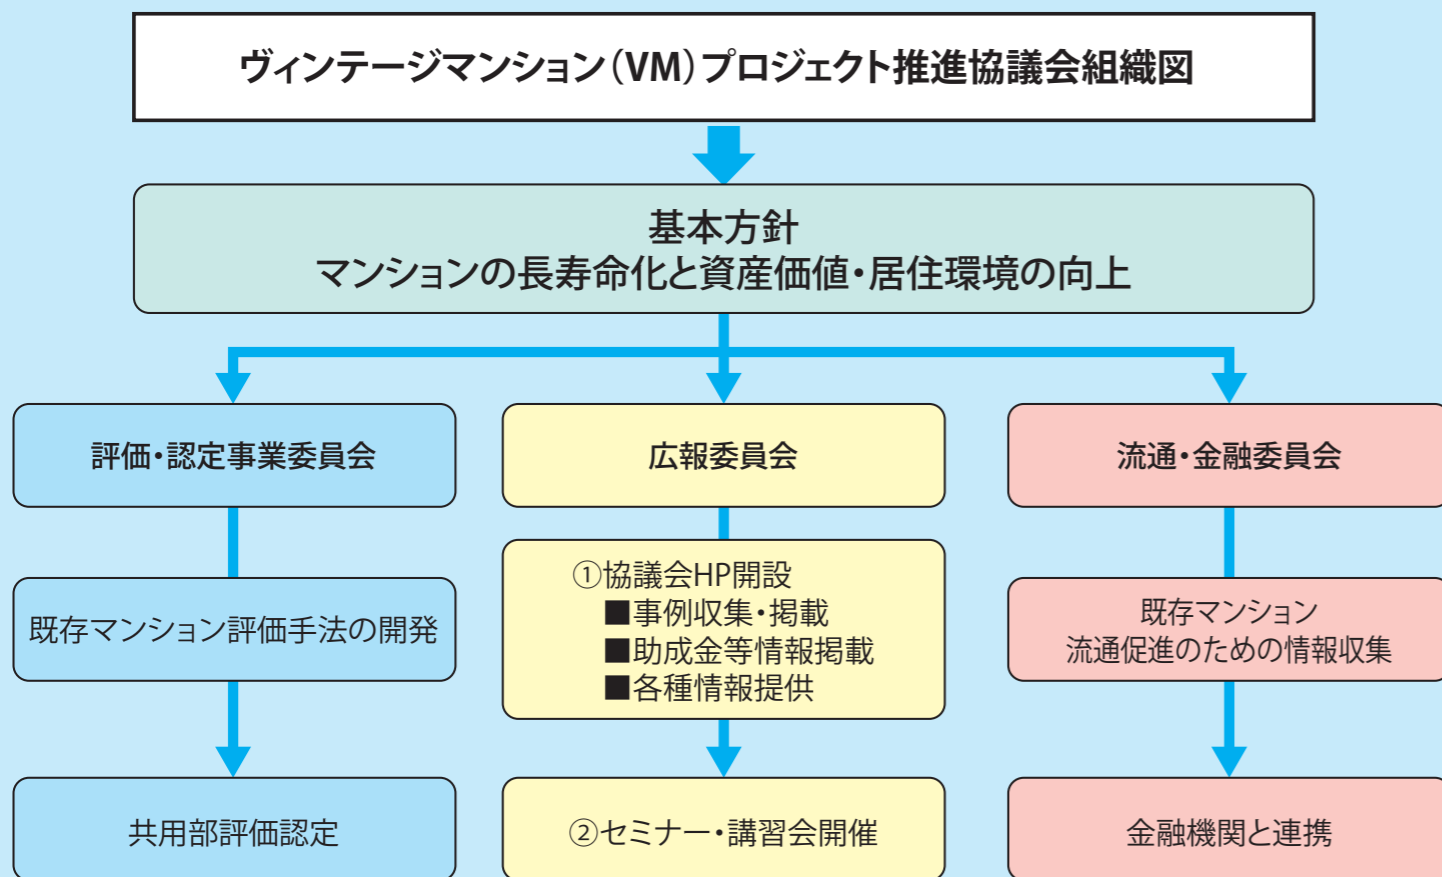 ヴィンテージマンション（VM）プロジェクト推進協議会組織図
基本方針
マンションの長寿命化と資産価値・居住環境の向上
評価・認定事業委員会
既存マンション評価手法の開発
共用部評価認定
広報委員会
①協議会HP開設
■事例収集・掲載
■助成金等情報掲載
■各種情報提供
②セミナー・講習会開催
流通・金融委員会
既存マンション
流通促進のための情報収集
金融機関と連携